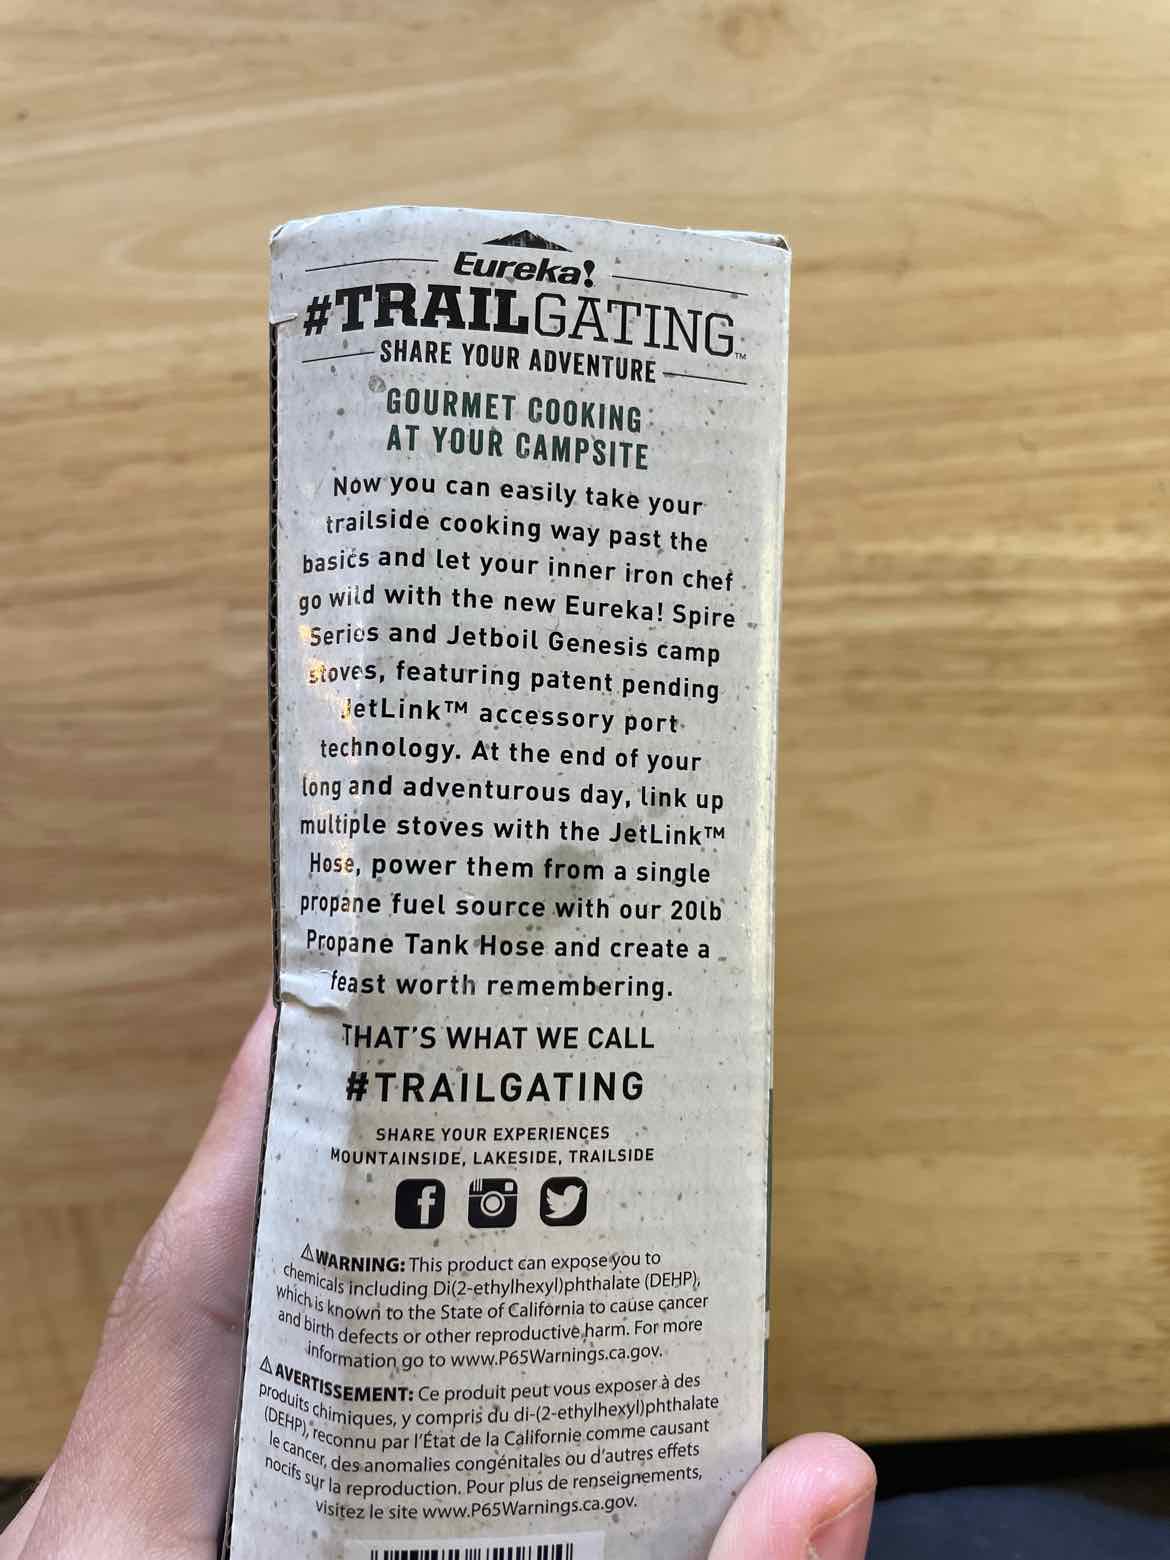 Eureka!
#TRAILGATING™
SHARE YOUR ADVENTURE
GOURMET COOKING
AT YOUR CAMPSITE
Now you can easily take your
trailside cooking way past the
basics and let your inner iron chef
go wild with the new Eureka! Spire
Series and Jetboil Genesis camp
stoves, featuring patent pending
JetLink™ accessory port
technology. At the end of your
long and adventurous day, link up
multiple stoves with the JetLink™
Hose, power them from a single
propane fuel source with our 20lb
Propane Tank Hose and create a
feast worth remembering.
THAT'S WHAT WE CALL
#TRAILGATING
SHARE YOUR EXPERIENCES
MOUNTAINSIDE, LAKESIDE, TRAILSIDE
⚠WARNING: This product can expose you to
chemicals including Di(2-ethylhexyl)phthalate (DEHP),
which is known to the State of California to cause cancer
and birth defects or other reproductive harm. For more
information go to www.P65Warnings.ca.gov.
⚠AVERTISSEMENT: Ce produit peut vous exposer à des
produits chimiques, y compris du di-(2-ethylhexyl)phthalate
(DEHP), reconnu par l'État de la Californie comme causant
le cancer, des anomalies congénitales ou d'autres effets
nocifs sur la reproduction. Pour plus de renseignements,
visitez le site www.P65Warnings.ca.gov.